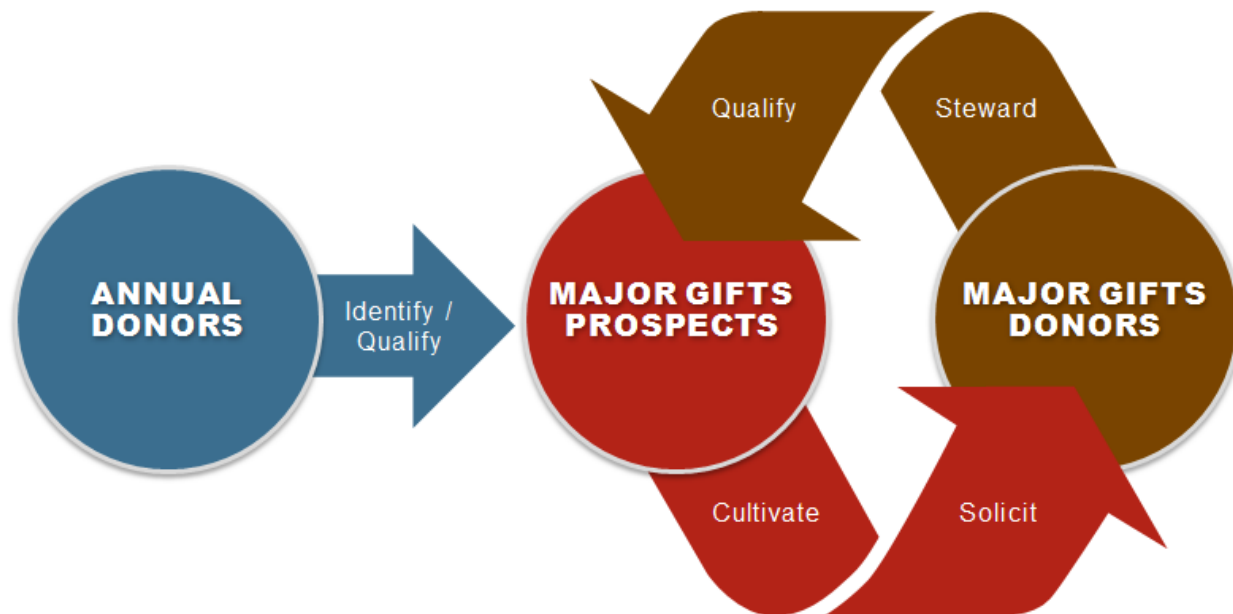 ANNUAL
DONORS
Identify /
Qualify
MAJOR GIFTS
PROSPECTS
Qualify
Steward
MAJOR GIFTS
DONORS
Cultivate
Solicit